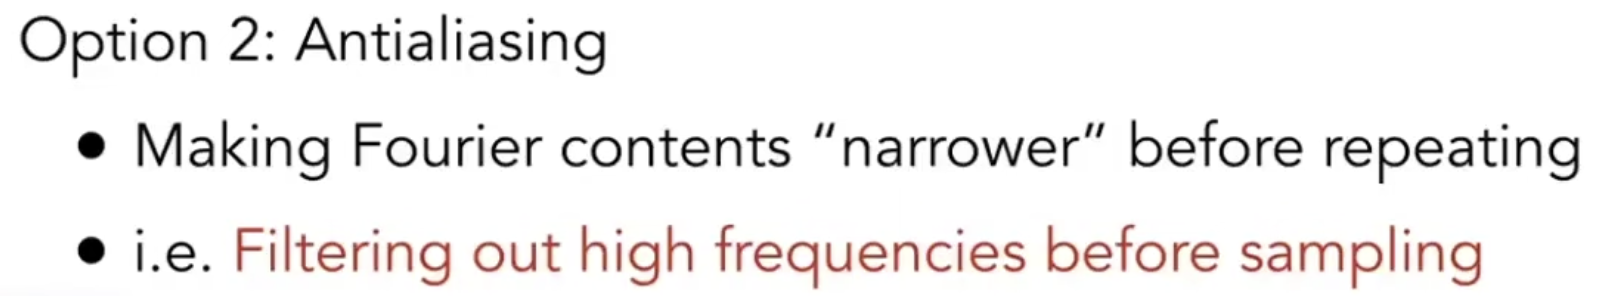 Option 2: Antialiasing
● Making Fourier contents “narrower” before repeating
● i.e. Filtering out high frequencies before sampling